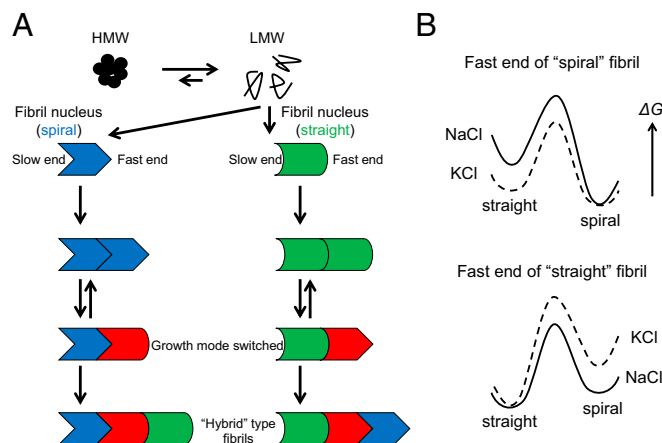 A
HMW
LMW
Fibril nucleus
(spiral)
Fibril nucleus
(straight)
Slow end
Fast end
Slow end
Fast end
Growth mode switched
"Hybrid" type
fibrils
B
Fast end of "spiral" fibril
ΔG
NaCl
KCl
straight
spiral
Fast end of "straight" fibril
KCl
NaCl
straight
spiral